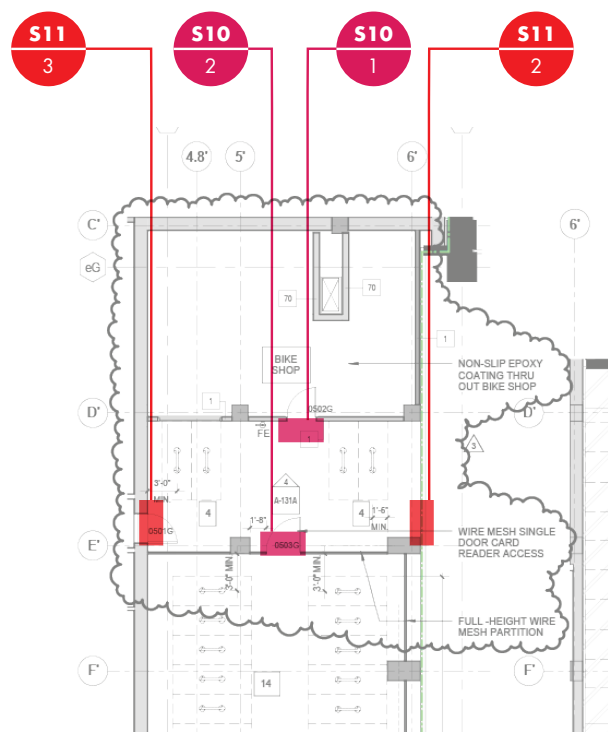 S11
3
S10
2
S10
1
S11
2
4.8'
5'
6'
C'
6'
eG
70
70
1
BIKE
SHOP
NON-SLIP EPOXY
COATING THRU
OUT BIKE SHOP
1
0502G
D'
D'
FE
1
3
4
A-131A
3'-0"
MIN.
4
4
1'-6"
1'-6"
MIN.
0501G
0503G
E'
WIRE MESH SINGLE
DOOR CARD
READER ACCESS
3'-0" MIN.
3'-0" MIN.
FULL -HEIGHT WIRE
MESH PARTITION
F'
F'
14